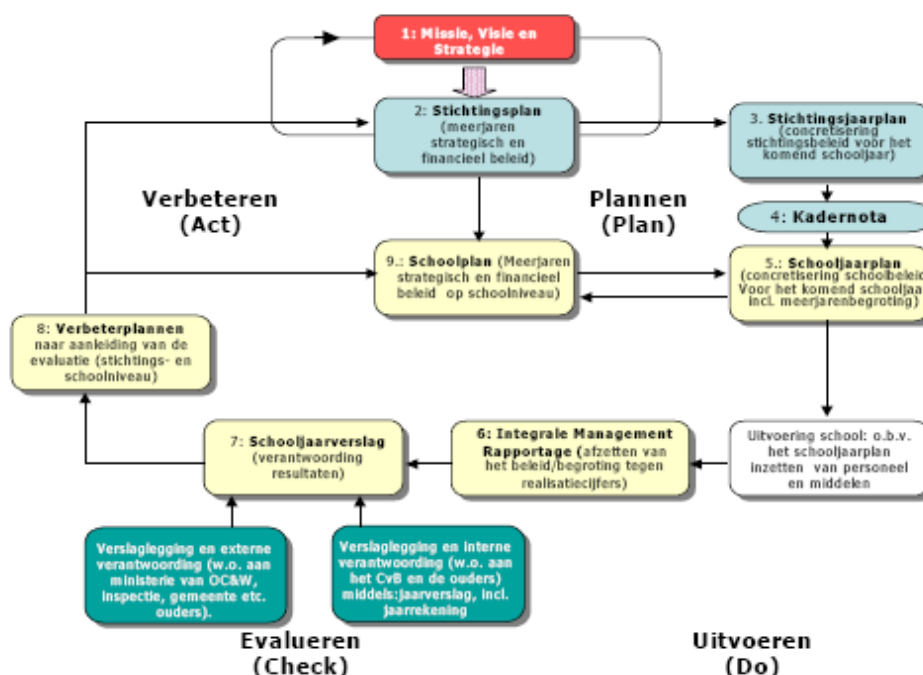 1: Missie, Visie en
Strategie
2: Stichtingsplan
(meerjaren
strategisch en
financieel beleid)
3. Stichtingsjaarplan
(concretisering
stichtingsbeleid voor het
komend schooljaar)
Verbeteren
(Act)
Plannen
(Plan)
4: Kadernota
9.: Schoolplan (Meerjaren
strategisch en financieel
beleid op schoolniveau)
5.: Schooljaarplan
(concretisering schoolbeleid
Voor het komend schooljaa
incl. meerjarenbegroting)
8: Verbeterplannen
naar aanleiding van de
evaluatie (stichtings- en
schoolniveau)
7: Schooljaarverslag
(verantwoording
resultaten)
6: Integrale Management
Rapportage (afzetten van
het beleid/begroting tegen
realisatiecijfers)
Uitvoering school: o.b.v.
het schooljaarplan
inzetten van personeel
en middelen
Verslaglegging en externe
verantwoording (w.o. aan
ministerie van OC&W,
inspectie, gemeente etc.
ouders).
Verslaglegging en interne
verantwoording (w.o. aan
het CvB en de ouders)
middels:jaarverslag, incl.
jaarrekening
Evalueren
(Check)
Uitvoeren
(Do)